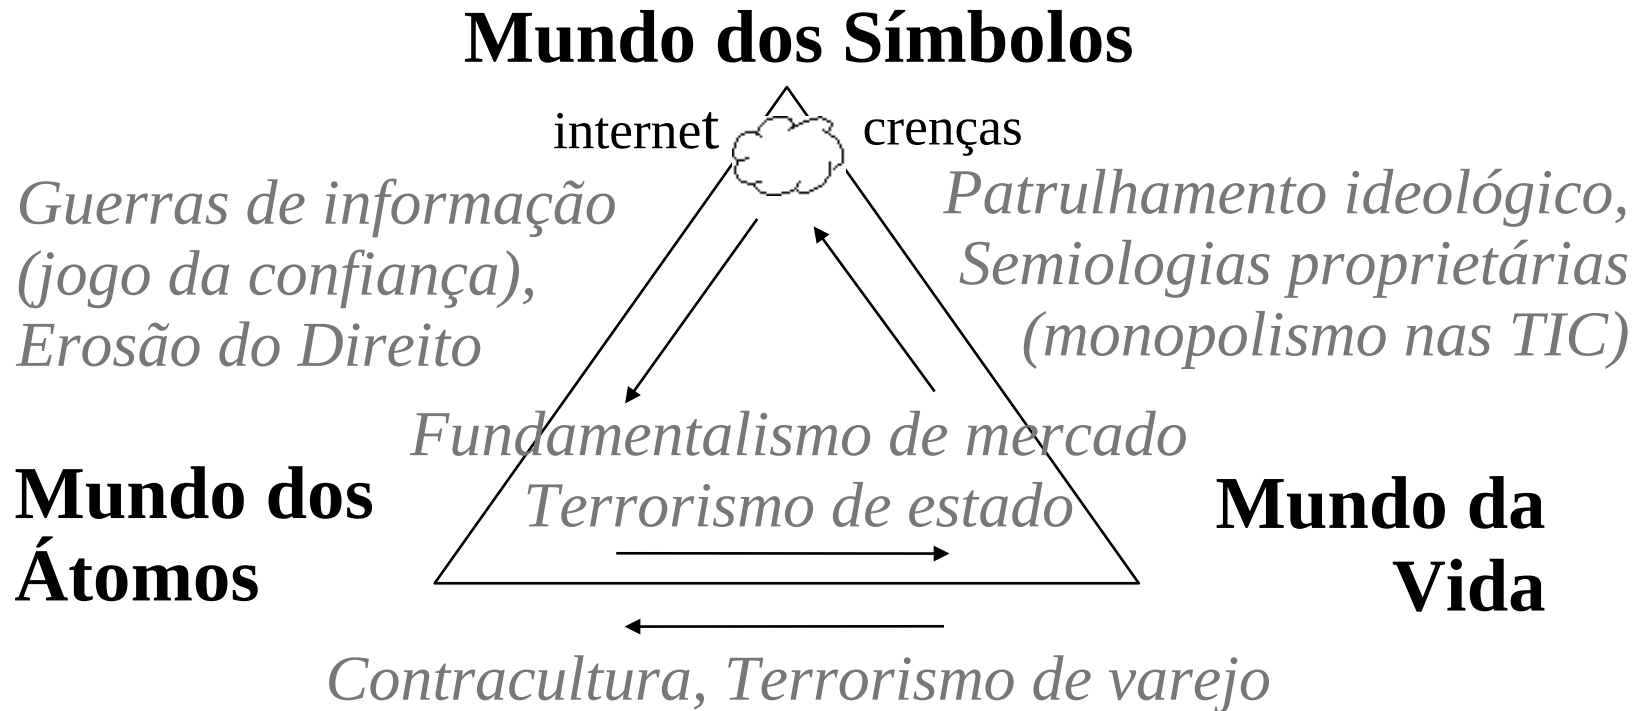 Mundo dos Símbolos
internet
crenças
Guerras de informação
(jogo da confiança),
Erosão do Direito
Patrulhamento ideológico,
Semiologias proprietárias
(monopolismo nas TIC)
Fundamentalismo de mercado
Terrorismo de estado
Mundo dos
Átomos
Mundo da
Vida
Contracultura, Terrorismo de varejo